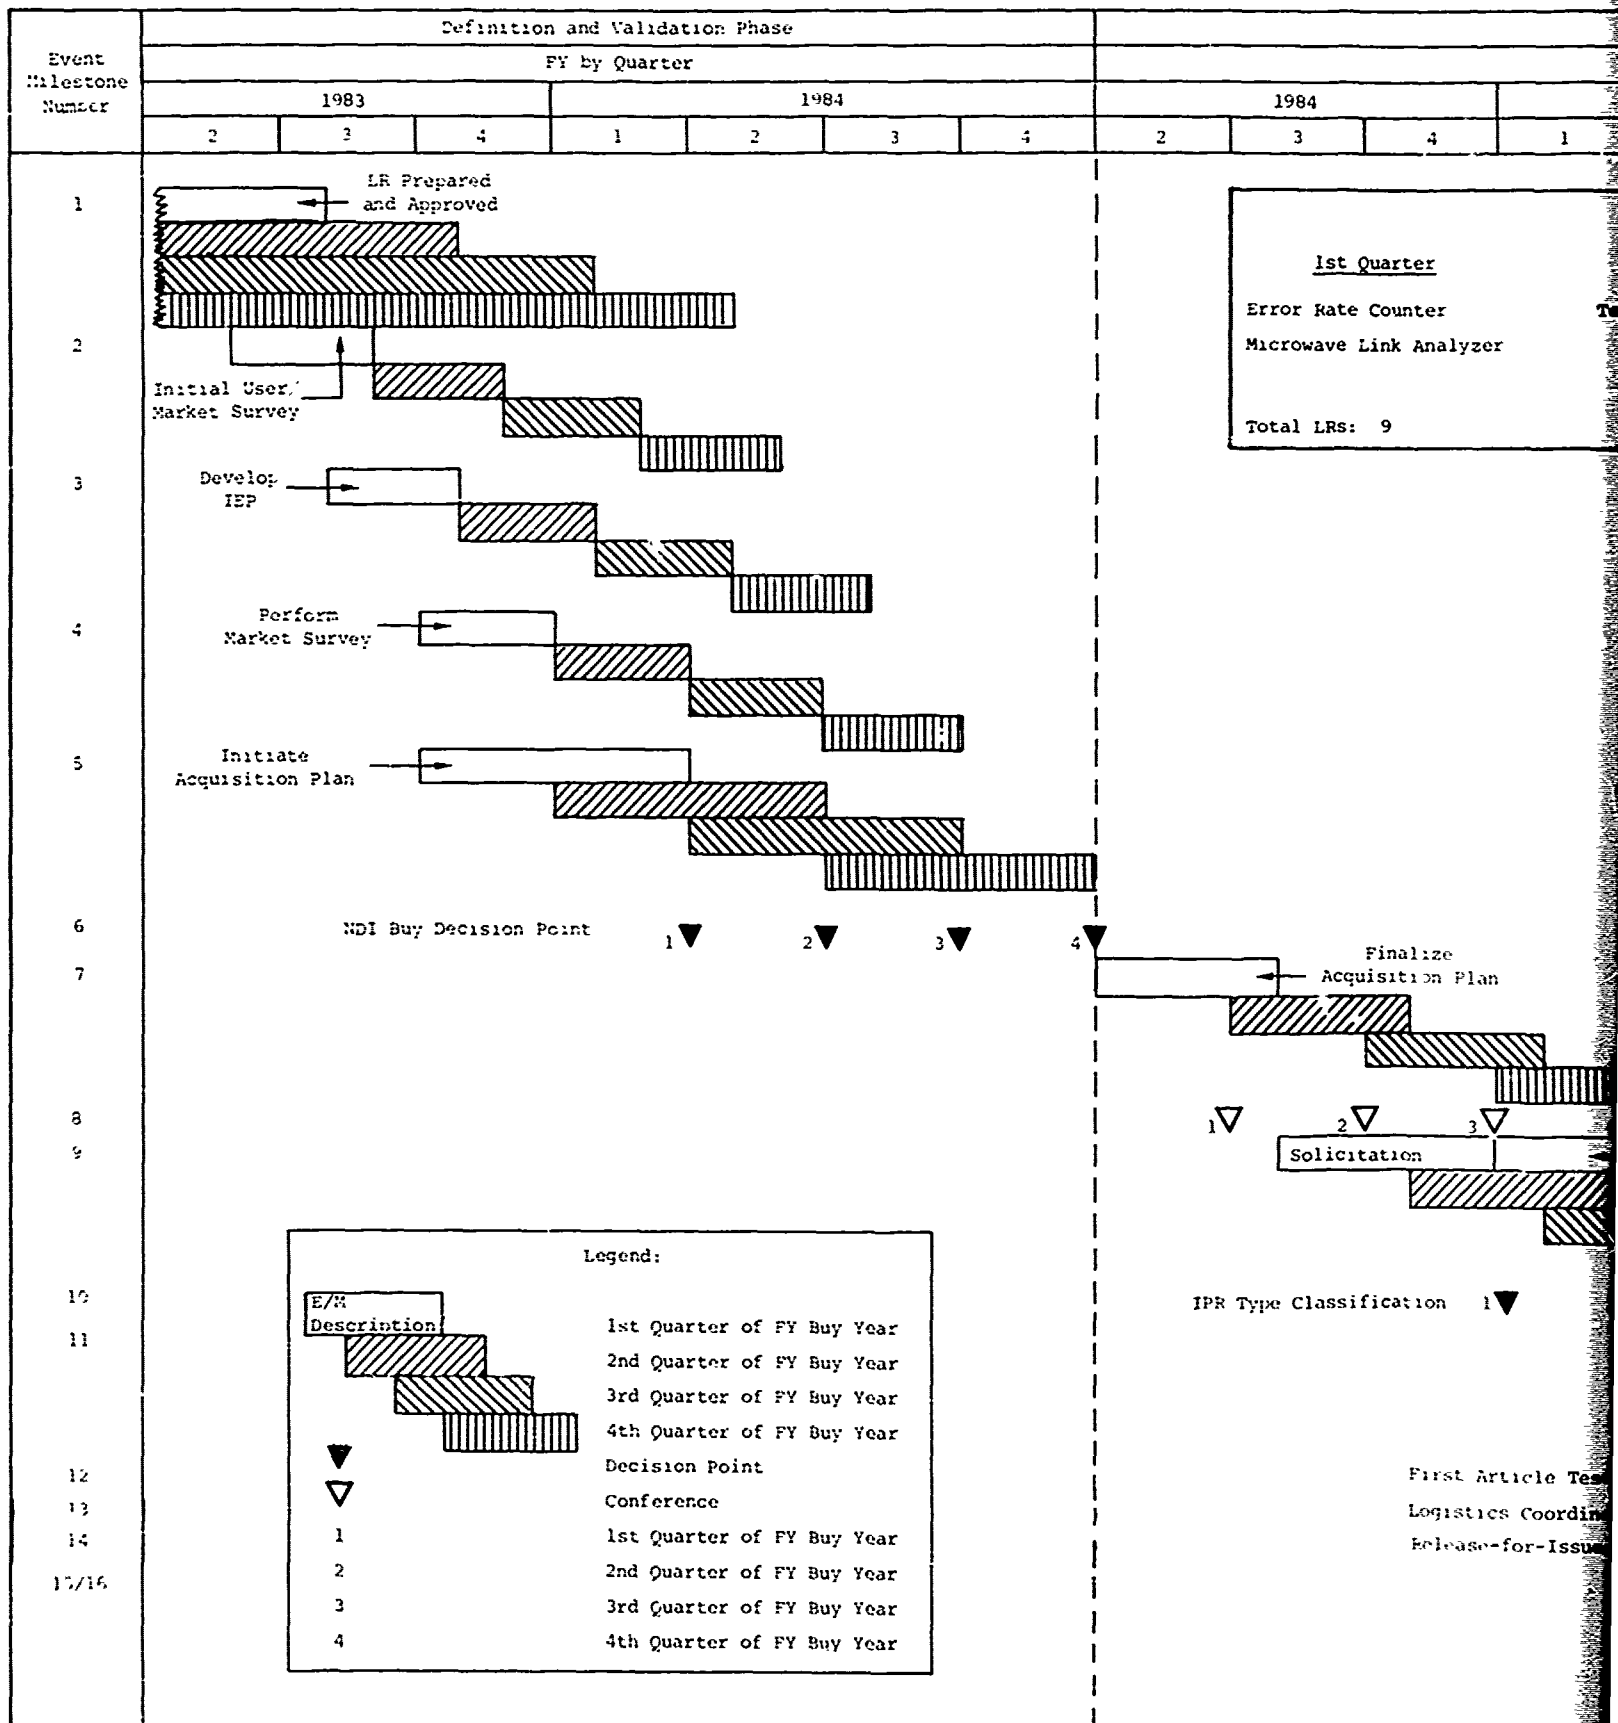 Definition and Validation Phase
Event
Milestone
Number
FY by Quarter
1983
1984
1984
2
3
4
1
2
3
4
2
3
4
1
1
LR Prepared
and Approved
1st Quarter
Error Rate Counter
Microwave Link Analyzer
Total LRs: 9
2
Initial User/
Market Survey
3
Develop
IEP
4
Perform
Market Survey
5
Initiate
Acquisition Plan
6
NDI Buy Decision Point
1
2
3
4
7
Finalize
Acquisition Plan
8
1
2
3
9
Solicitation
Legend:
10
IPR Type Classification 1
E/M
Description
1st Quarter of FY Buy Year
11
2nd Quarter of FY Buy Year
3rd Quarter of FY Buy Year
4th Quarter of FY Buy Year
Decision Point
12
First Article Tes
Conference
13
Logistics Coordin
14
Release-for-Issue
1 1st Quarter of FY Buy Year
2 2nd Quarter of FY Buy Year
15/16
3 3rd Quarter of FY Buy Year
4 4th Quarter of FY Buy Year